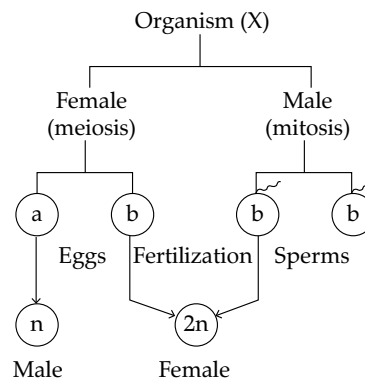 Organism (X)
Female Male
(meiosis) (mitosis)
a b b b
Eggs Fertilization Sperms
n 2n
Male Female